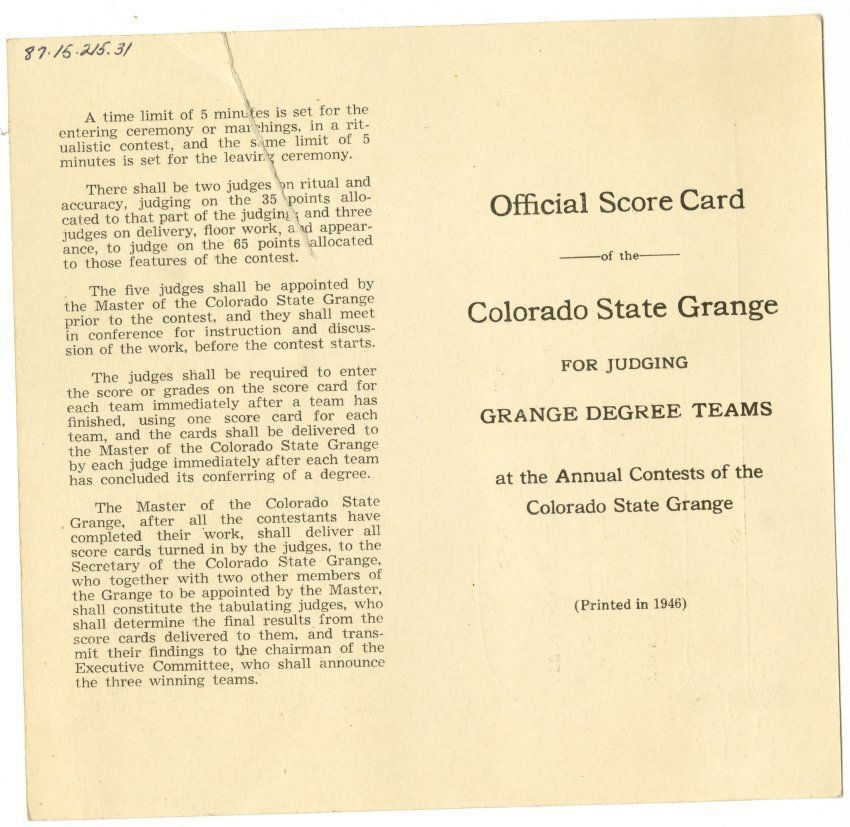 87.15.215.31
A time limit of 5 minutes is set for the
entering ceremony or marchings, in a rit-
ualistic contest, and the same limit of 5
minutes is set for the leaving ceremony.
There shall be two judges on ritual and
accuracy, judging on the 35 points allo-
cated to that part of the judging; and three
judges on delivery, floor work, and appear-
ance, to judge on the 65 points allocated
to those features of the contest.
The five judges shall be appointed by
the Master of the Colorado State Grange
prior to the contest, and they shall meet
in conference for instruction and discus-
sion of the work, before the contest starts.
The judges shall be required to enter
the score or grades on the score card for
each team immediately after a team has
finished, using one score card for each
team, and the cards shall be delivered to
the Master of the Colorado State Grange
by each judge immediately after each team
has concluded its conferring of a degree.
The Master of the Colorado State
Grange, after all the contestants have
completed their work, shall deliver all
score cards turned in by the judges, to the
Secretary of the Colorado State Grange,
who together with two other members of
the Grange to be appointed by the Master,
shall constitute the tabulating judges, who
shall determine the final results from the
score cards delivered to them, and trans-
mit their findings to the chairman of the
Executive Committee, who shall announce
the three winning teams.
Official Score Card
of the
Colorado State Grange
FOR JUDGING
GRANGE DEGREE TEAMS
at the Annual Contests of the
Colorado State Grange
(Printed in 1946)